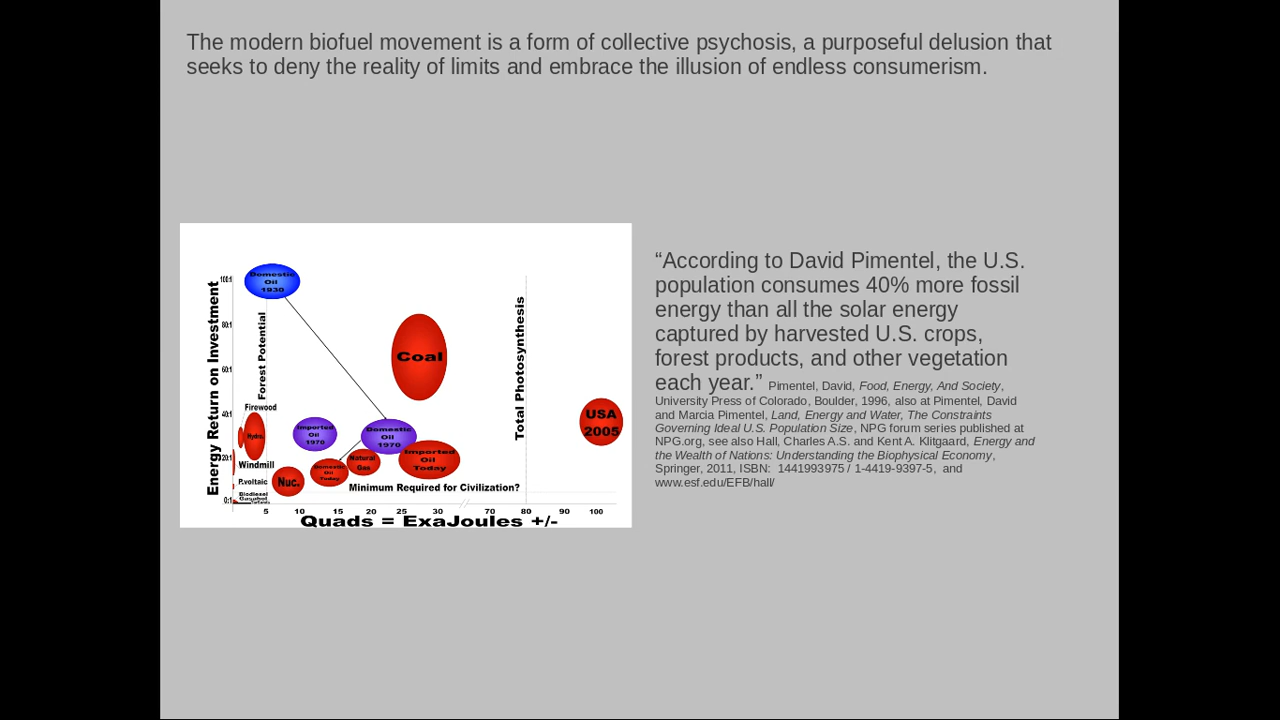 The modern biofuel movement is a form of collective psychosis, a purposeful delusion that
seeks to deny the reality of limits and embrace the illusion of endless consumerism.
Energy Return on Investment
100:1
80:1
60:1
40:1
20:1
0:1
Domestic
Oil
1930
Forest Potential
Coal
Total Photosynthesis
Firewood
Hydro.
Imported
Oil
1970
Domestic
Oil
1970
USA
2005
Windmill
P.voltaic
Nuc.
Domestic
Oil
Today
Natural
Gas
Imported
Oil
Today
Biodiesel
Minimum Required for Civilization?
5 10 15 20 25 30 70 80 90 100
Quads = ExaJoules +/-
“According to David Pimentel, the U.S.
population consumes 40% more fossil
energy than all the solar energy
captured by harvested U.S. crops,
forest products, and other vegetation
each year.” Pimentel, David, Food, Energy, And Society,
University Press of Colorado, Boulder, 1996, also at Pimentel, David
and Marcia Pimentel, Land, Energy and Water, The Constraints
Governing Ideal U.S. Population Size, NPG forum series published at
NPG.org, see also Hall, Charles A.S. and Kent A. Klitgaard, Energy and
the Wealth of Nations: Understanding the Biophysical Economy,
Springer, 2011, ISBN: 1441993975 / 1-4419-9397-5, and
www.esf.edu/EFB/hall/